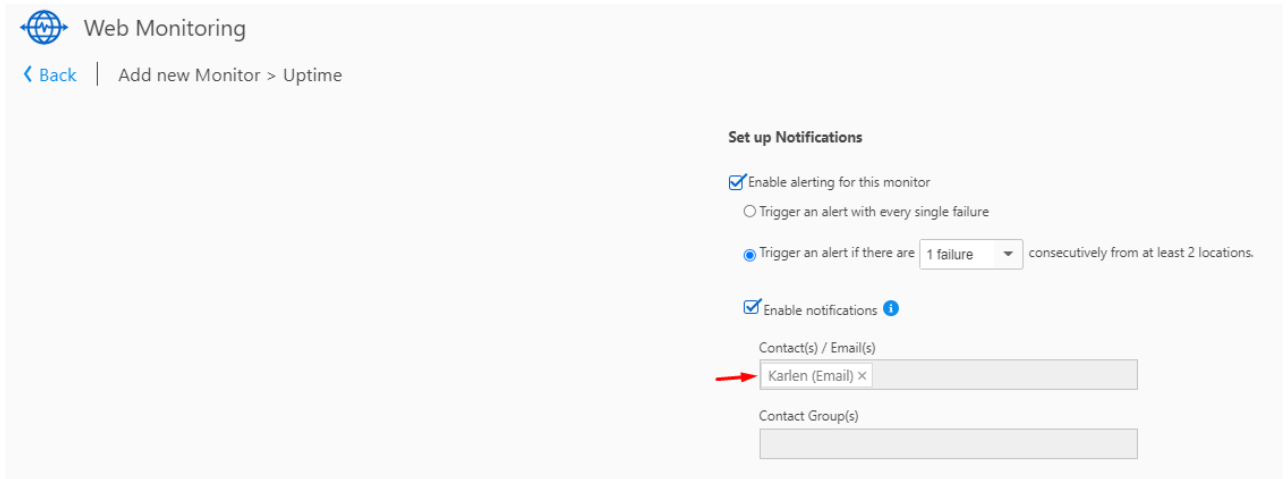 Web Monitoring
Back | Add new Monitor > Uptime
Set up Notifications
Enable alerting for this monitor
Trigger an alert with every single failure
Trigger an alert if there are 1 failure consecutively from at least 2 locations.
Enable notifications i
Contact(s) / Email(s)
Karlen (Email) ×
Contact Group(s)